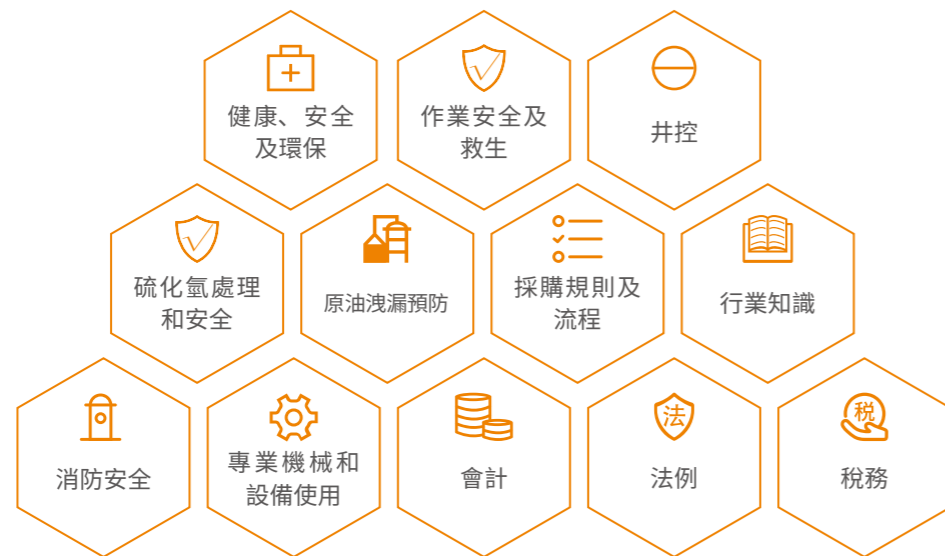 健康、安全
及環保
作業安全及
救生
井控
硫化氫處理
和安全
原油洩漏預防
採購規則及
流程
行業知識
消防安全
專業機械和
設備使用
會計
法
法例
税
稅務